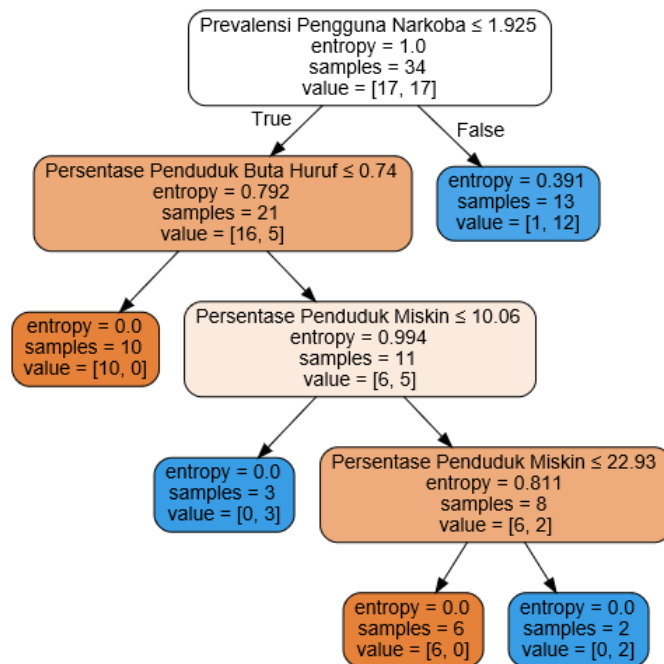 Prevalensi Pengguna Narkoba ≤ 1.925
entropy = 1.0
samples = 34
value = [17, 17]
True
False
Persentase Penduduk Buta Huruf ≤ 0.74
entropy = 0.792
samples = 21
value = [16, 5]
entropy = 0.391
samples = 13
value = [1, 12]
entropy = 0.0
samples = 10
value = [10, 0]
Persentase Penduduk Miskin ≤ 10.06
entropy = 0.994
samples = 11
value = [6, 5]
entropy = 0.0
samples = 3
value = [0, 3]
Persentase Penduduk Miskin ≤ 22.93
entropy = 0.811
samples = 8
value = [6, 2]
entropy = 0.0
samples = 6
value = [6, 0]
entropy = 0.0
samples = 2
value = [0, 2]